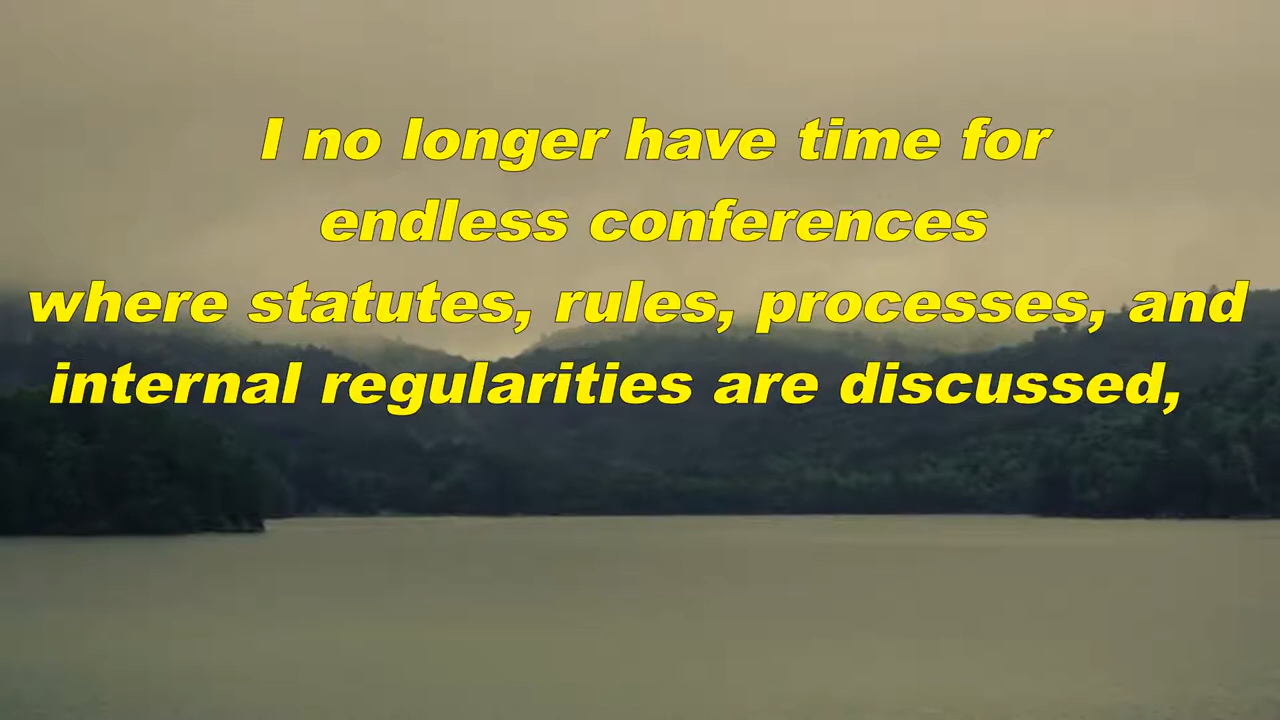 I no longer have time for
endless conferences
where statutes, rules, processes, and
internal regularities are discussed,